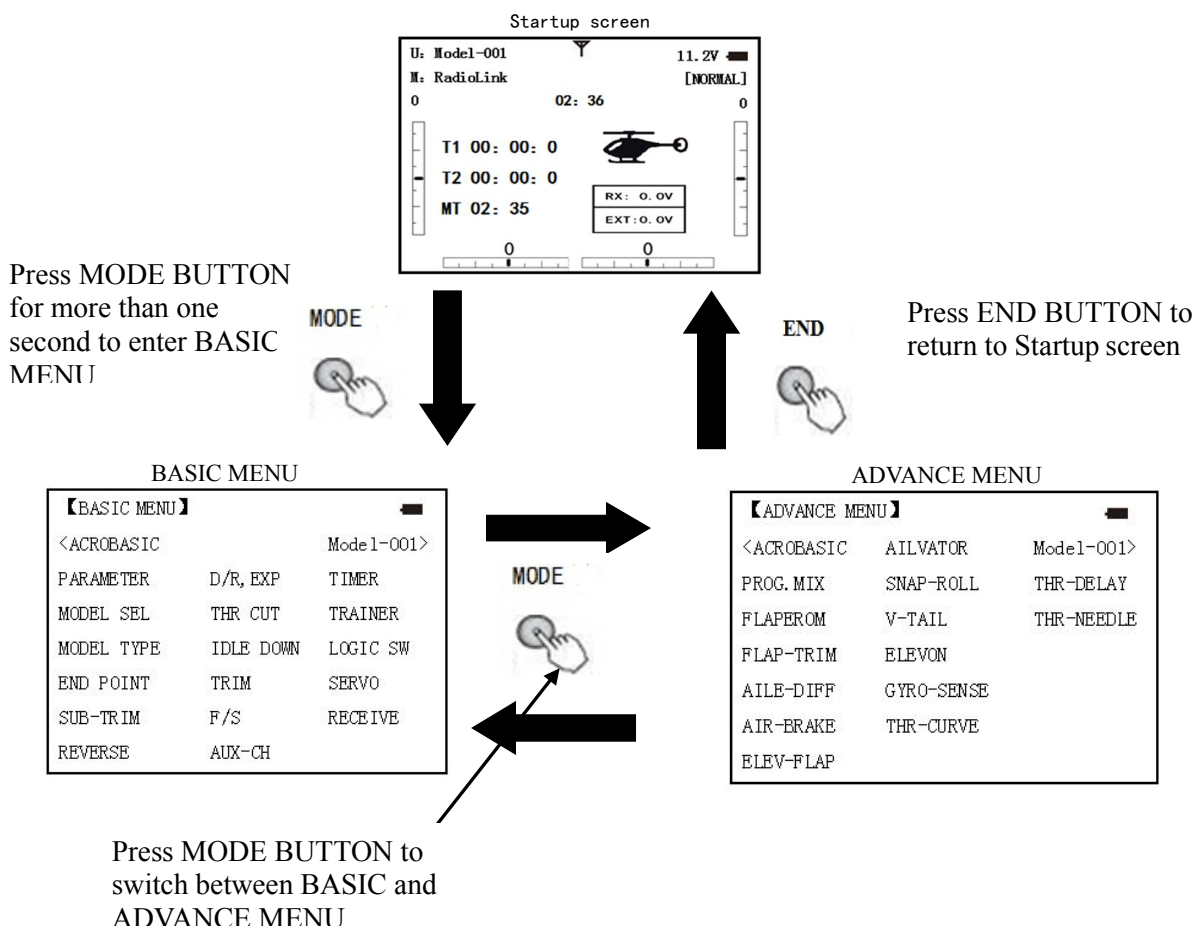 Startup screen
U: Model-001 11.2V
M: RadioLink [NORMAL]
0 02: 36 0
T1 00: 00: 0
T2 00: 00: 0
MT 02: 35
RX: 0.0V
EXT:0.0V
0 0
Press MODE BUTTON
for more than one
second to enter BASIC
MENU
MODE
END
Press END BUTTON to
return to Startup screen
BASIC MENU
【BASIC MENU】
<ACROBASIC Model-001>
PARAMETER D/R,EXP TIMER
MODEL SEL THR CUT TRAINER
MODEL TYPE IDLE DOWN LOGIC SW
END POINT TRIM SERVO
SUB-TRIM F/S RECEIVE
REVERSE AUX-CH
MODE
ADVANCE MENU
【ADVANCE MENU】
<ACROBASIC AILVATOR Model-001>
PROG.MIX SNAP-ROLL THR-DELAY
FLAPEROM V-TAIL THR-NEEDLE
FLAP-TRIM ELEVON
AILE-DIFF GYRO-SENSE
AIR-BRAKE THR-CURVE
ELEV-FLAP
Press MODE BUTTON to
switch between BASIC and
ADVANCE MENU